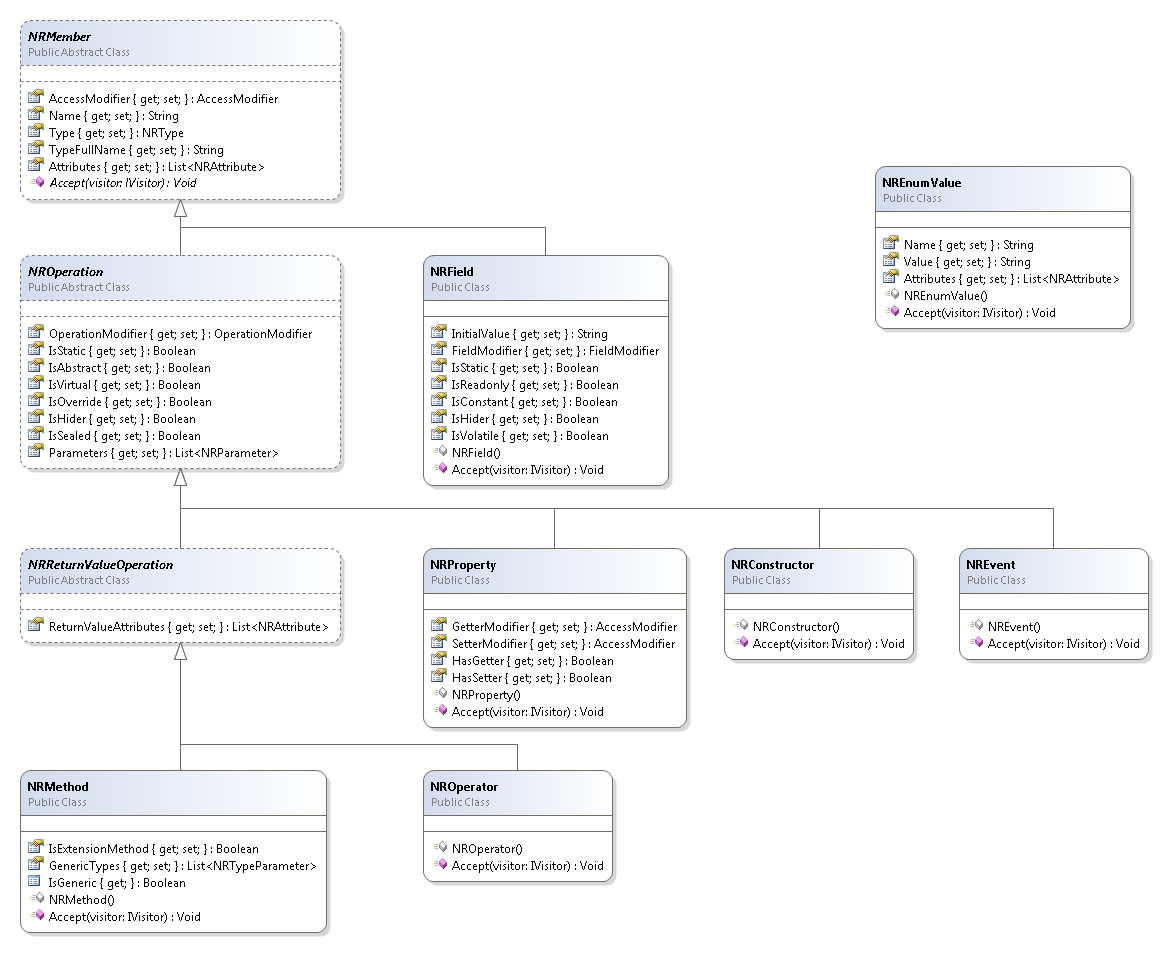 NRMember
Public Abstract Class
AccessModifier { get; set; } : AccessModifier
Name { get; set; } : String
Type { get; set; } : NRType
TypeFullName { get; set; } : String
Attributes { get; set; } : List<NRAttribute>
Accept(visitor: IVisitor) : Void
NREnumValue
Public Class
Name { get; set; } : String
Value { get; set; } : String
Attributes { get; set; } : List<NRAttribute>
NREnumValue()
Accept(visitor: IVisitor) : Void
NROperation
Public Abstract Class
OperationModifier { get; set; } : OperationModifier
IsStatic { get; set; } : Boolean
IsAbstract { get; set; } : Boolean
IsVirtual { get; set; } : Boolean
IsOverride { get; set; } : Boolean
IsHider { get; set; } : Boolean
IsSealed { get; set; } : Boolean
Parameters { get; set; } : List<NRParameter>
NRField
Public Class
InitialValue { get; set; } : String
FieldModifier { get; set; } : FieldModifier
IsStatic { get; set; } : Boolean
IsReadonly { get; set; } : Boolean
IsConstant { get; set; } : Boolean
IsHider { get; set; } : Boolean
IsVolatile { get; set; } : Boolean
NRField()
Accept(visitor: IVisitor) : Void
NRReturnValueOperation
Public Abstract Class
ReturnValueAttributes { get; set; } : List<NRAttribute>
NRProperty
Public Class
GetterModifier { get; set; } : AccessModifier
SetterModifier { get; set; } : AccessModifier
HasGetter { get; set; } : Boolean
HasSetter { get; set; } : Boolean
NRProperty()
Accept(visitor: IVisitor) : Void
NRConstructor
Public Class
NRConstructor()
Accept(visitor: IVisitor) : Void
NREvent
Public Class
NREvent()
Accept(visitor: IVisitor) : Void
NRMethod
Public Class
IsExtensionMethod { get; set; } : Boolean
GenericTypes { get; set; } : List<NRTypeParameter>
IsGeneric { get; } : Boolean
NRMethod()
Accept(visitor: IVisitor) : Void
NROperator
Public Class
NROperator()
Accept(visitor: IVisitor) : Void